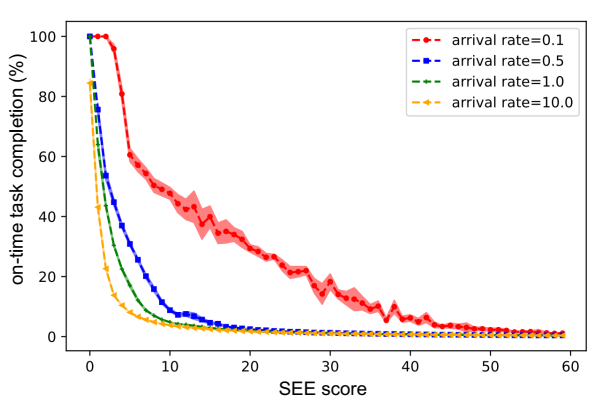 arrival rate=0.1
arrival rate=0.5
arrival rate=1.0
arrival rate=10.0
on-time task completion (%)
100
80
60
40
20
0
0 10 20 30 40 50 60
SEE score